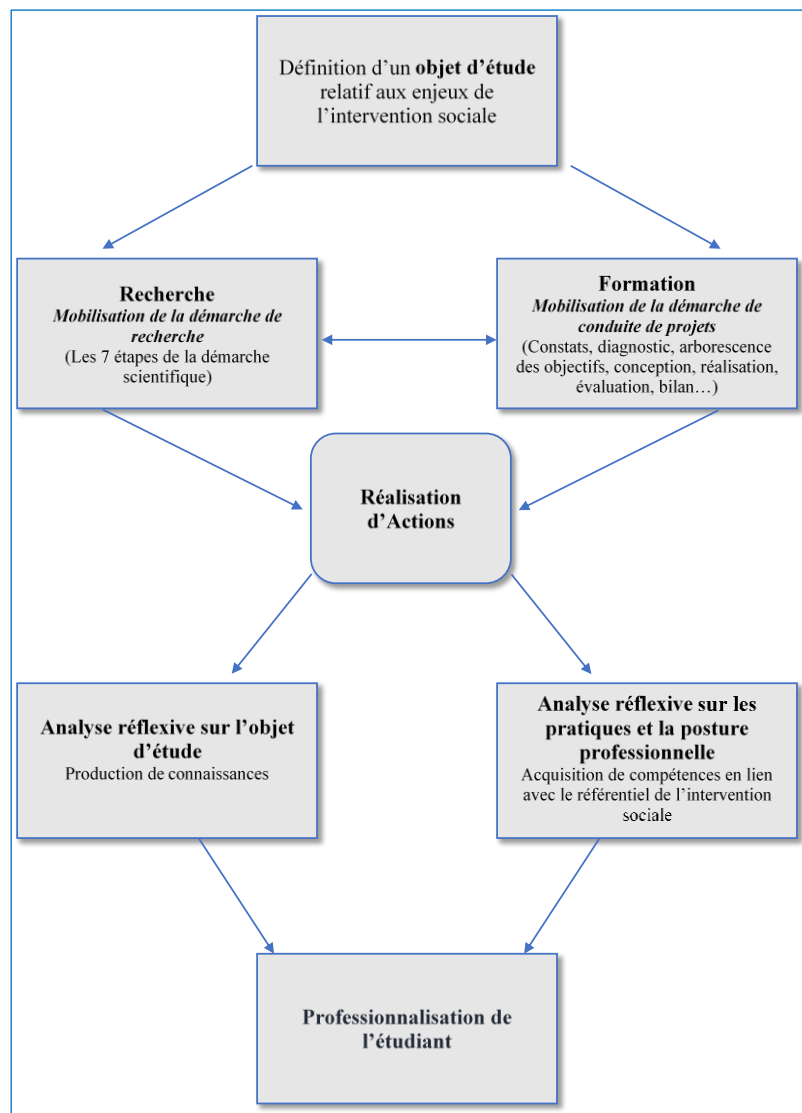 Définition d'un objet d'étude
relatif aux enjeux de
l'intervention sociale
Recherche
Mobilisation de la démarche de
recherche
(Les 7 étapes de la démarche
scientifique)
Formation
Mobilisation de la démarche de
conduite de projets
(Constats, diagnostic, arborescence
des objectifs, conception, réalisation,
évaluation, bilan…)
Réalisation
d'Actions
Analyse réflexive sur l'objet
d'étude
Production de connaissances
Analyse réflexive sur les
pratiques et la posture
professionnelle
Acquisition de compétences en lien
avec le référentiel de l'intervention
sociale
Professionnalisation de
l'étudiant